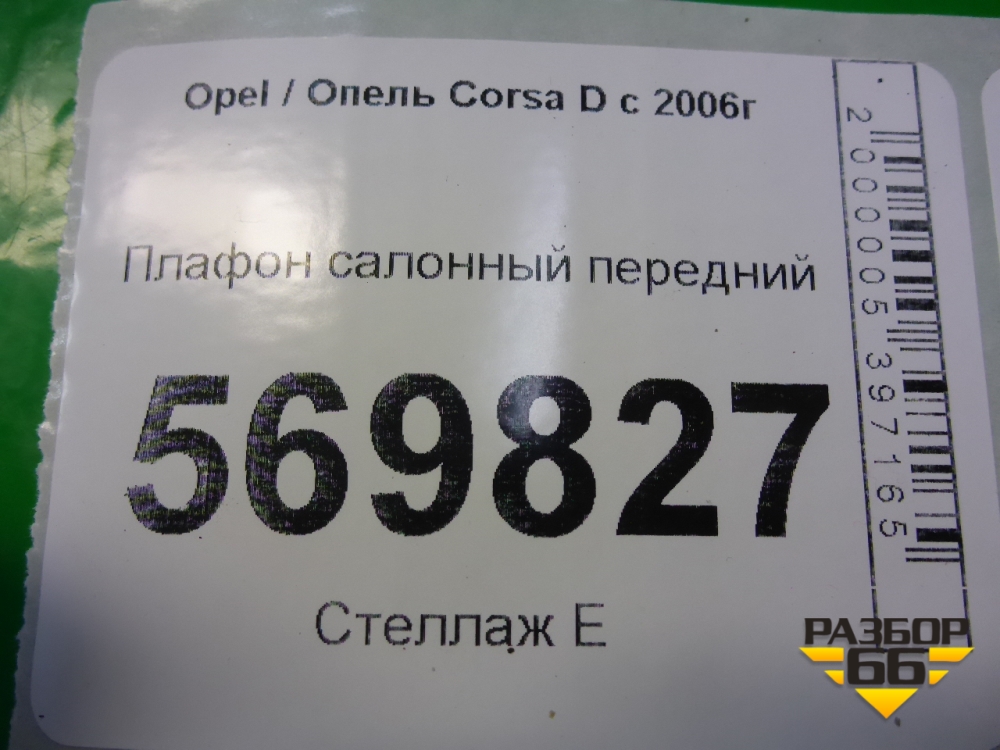 Opel / Опель Corsa D с 2006г
Плафон салонный передний
569827
Стеллаж Е
2000005397165
РАЗБОР
66